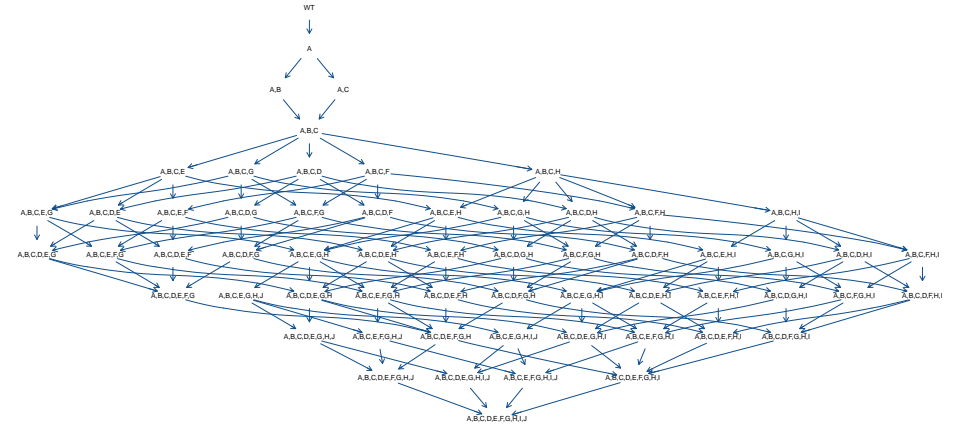 WT
A
A,B A,C
A,B,C
A,B,C,E A,B,C,G A,B,C,D A,B,C,F A,B,C,H
A,B,C,E,G A,B,C,D,E A,B,C,E,F A,B,C,D,G A,B,C,F,G A,B,C,D,F A,B,C,E,H A,B,C,G,H A,B,C,D,H A,B,C,F,H A,B,C,H,I
A,B,C,D,E,G A,B,C,E,F,G A,B,C,D,E,F A,B,C,D,F,G A,B,C,E,G,H A,B,C,D,E,H A,B,C,E,F,H A,B,C,D,G,H A,B,C,F,G,H A,B,C,D,F,H A,B,C,E,H,I A,B,C,G,H,I A,B,C,D,H,I A,B,C,F,H,I
A,B,C,D,E,F,G A,B,C,E,G,H,J A,B,C,D,E,G,H A,B,C,E,F,G,H A,B,C,D,E,F,H A,B,C,D,F,G,H A,B,C,E,G,H,I A,B,C,D,E,H,I A,B,C,E,F,H,I A,B,C,D,G,H,I A,B,C,F,G,H,I A,B,C,D,F,H,I
A,B,C,D,E,G,H,J A,B,C,E,F,G,H,J A,B,C,D,E,F,G,H A,B,C,E,G,H,I,J A,B,C,D,E,G,H,I A,B,C,E,F,G,H,I A,B,C,D,E,F,H,I A,B,C,D,F,G,H,I
A,B,C,D,E,F,G,H,J A,B,C,D,E,G,H,I,J A,B,C,E,F,G,H,I,J A,B,C,D,E,F,G,H,I
A,B,C,D,E,F,G,H,I,J